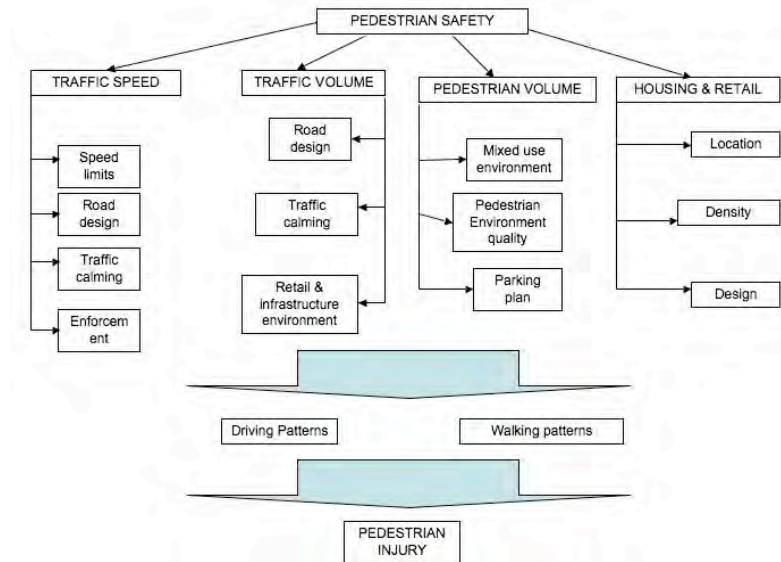 PEDESTRIAN SAFETY
TRAFFIC SPEED
Speed
limits
Road
design
Traffic
calming
Enforcem
ent
TRAFFIC VOLUME
Road
design
Traffic
calming
Retail &
infrastructure
environment
PEDESTRIAN VOLUME
Mixed use
environment
Pedestrian
Environment
quality
Parking
plan
HOUSING & RETAIL
Location
Density
Design
Driving Patterns
Walking patterns
PEDESTRIAN
INJURY